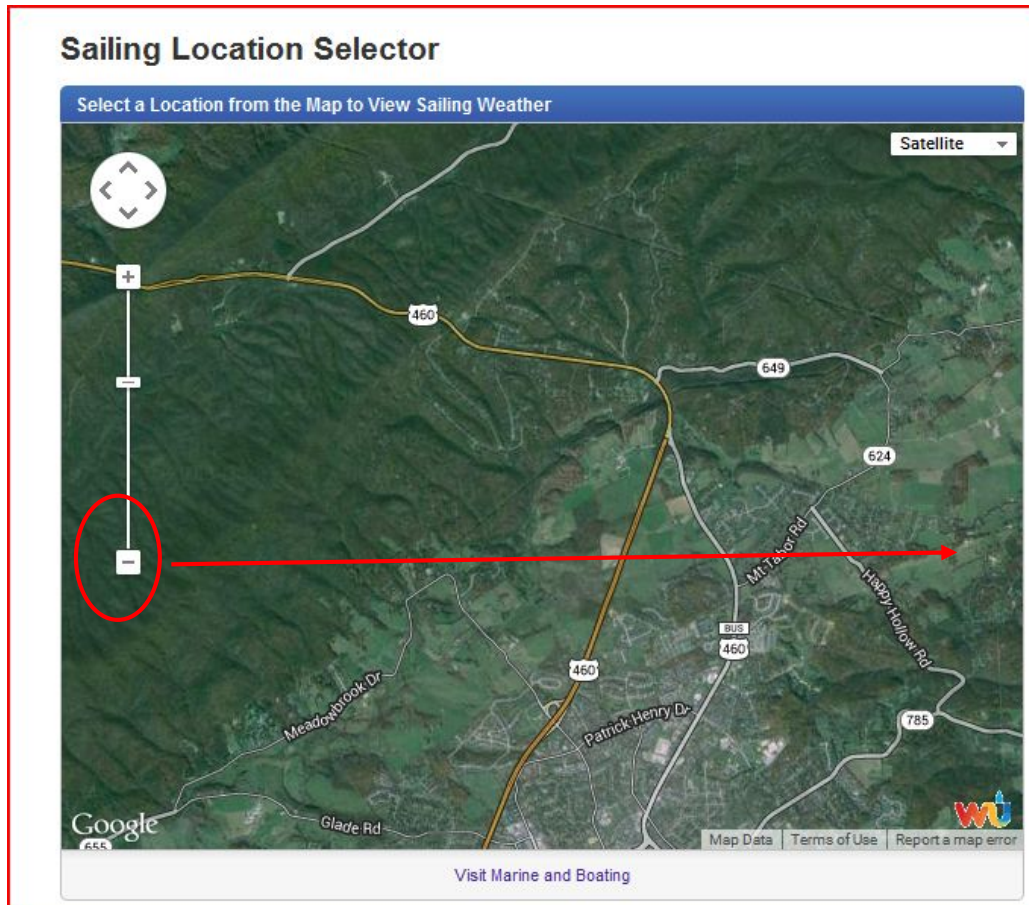 Sailing Location Selector
Select a Location from the Map to View Sailing Weather
Satellite
460
649
624
Mt Tabor Rd
Happy Hollow Rd
BUS
460
460
Meadowbrook Dr
Patrick Henry Dr
785
Glade Rd
Google
655
wu
Map Data
Terms of Use
Report a map error
Visit Marine and Boating